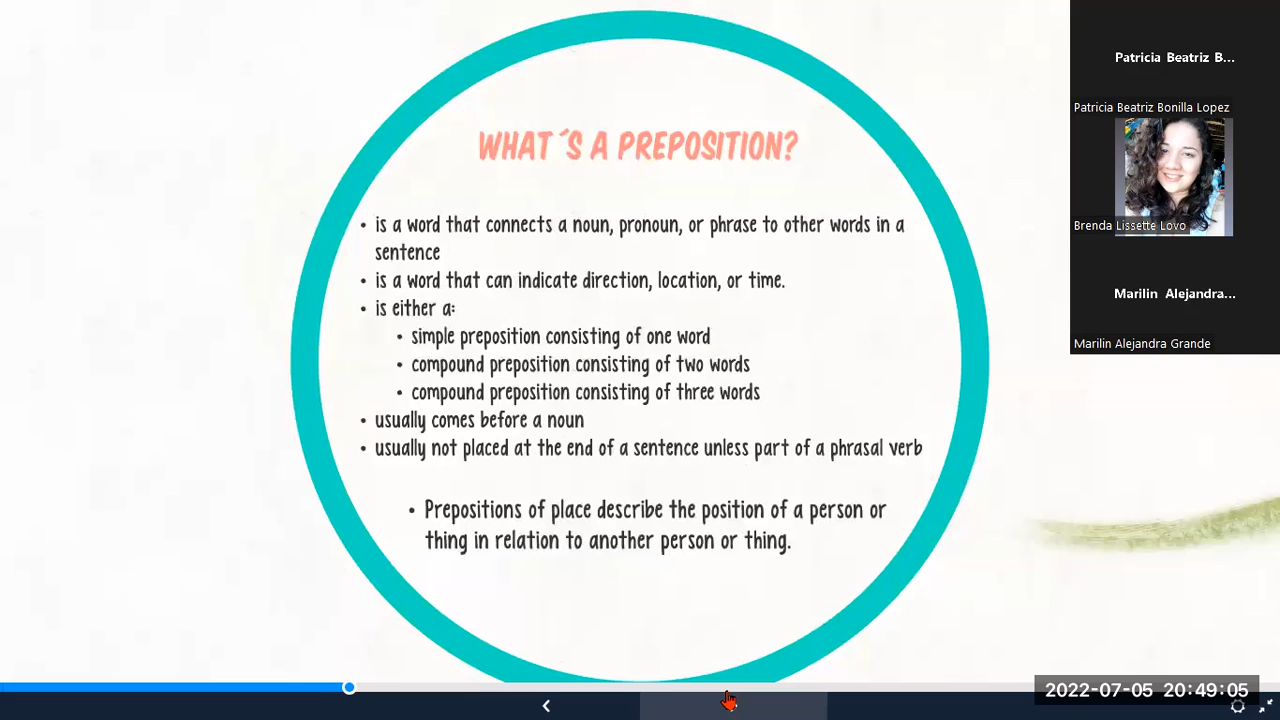 WHAT´S A PREPOSITION?
• is a word that connects a noun, pronoun, or phrase to other words in a
sentence
• is a word that can indicate direction, location, or time.
• is either a:
• simple preposition consisting of one word
• compound preposition consisting of two words
• compound preposition consisting of three words
• usually comes before a noun
• usually not placed at the end of a sentence unless part of a phrasal verb
• Prepositions of place describe the position of a person or
thing in relation to another person or thing.
Patricia Beatriz B...
Patricia Beatriz Bonilla Lopez
Brenda Lissette Lovo
Marilin Alejandra...
Marilin Alejandra Grande
2022-07-05 20:49:05